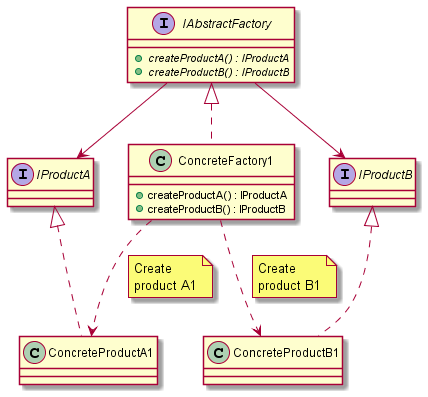 I IAbstractFactory
createProductA() : IProductA
createProductB() : IProductB
I IProductA
C ConcreteFactory1
createProductA() : IProductA
createProductB() : IProductB
I IProductB
Create
product A1
Create
product B1
C ConcreteProductA1
C ConcreteProductB1